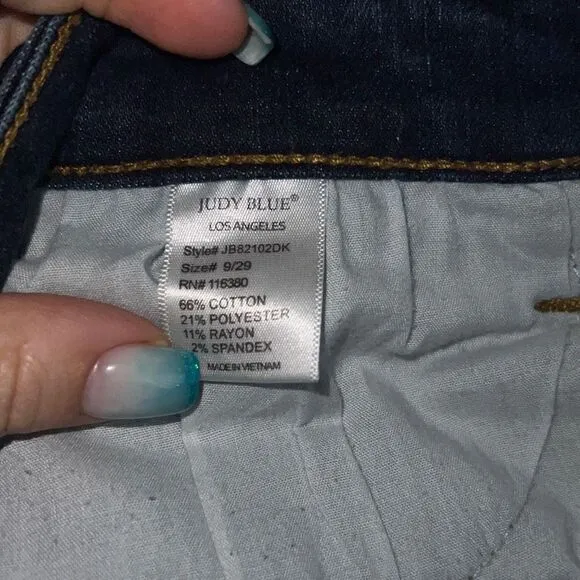 JUDY BLUE®
LOS ANGELES
Style# JB82102DK
Size# 9/29
RN# 116380
66% COTTON
21% POLYESTER
11% RAYON
2% SPANDEX
MADE IN VIETNAM